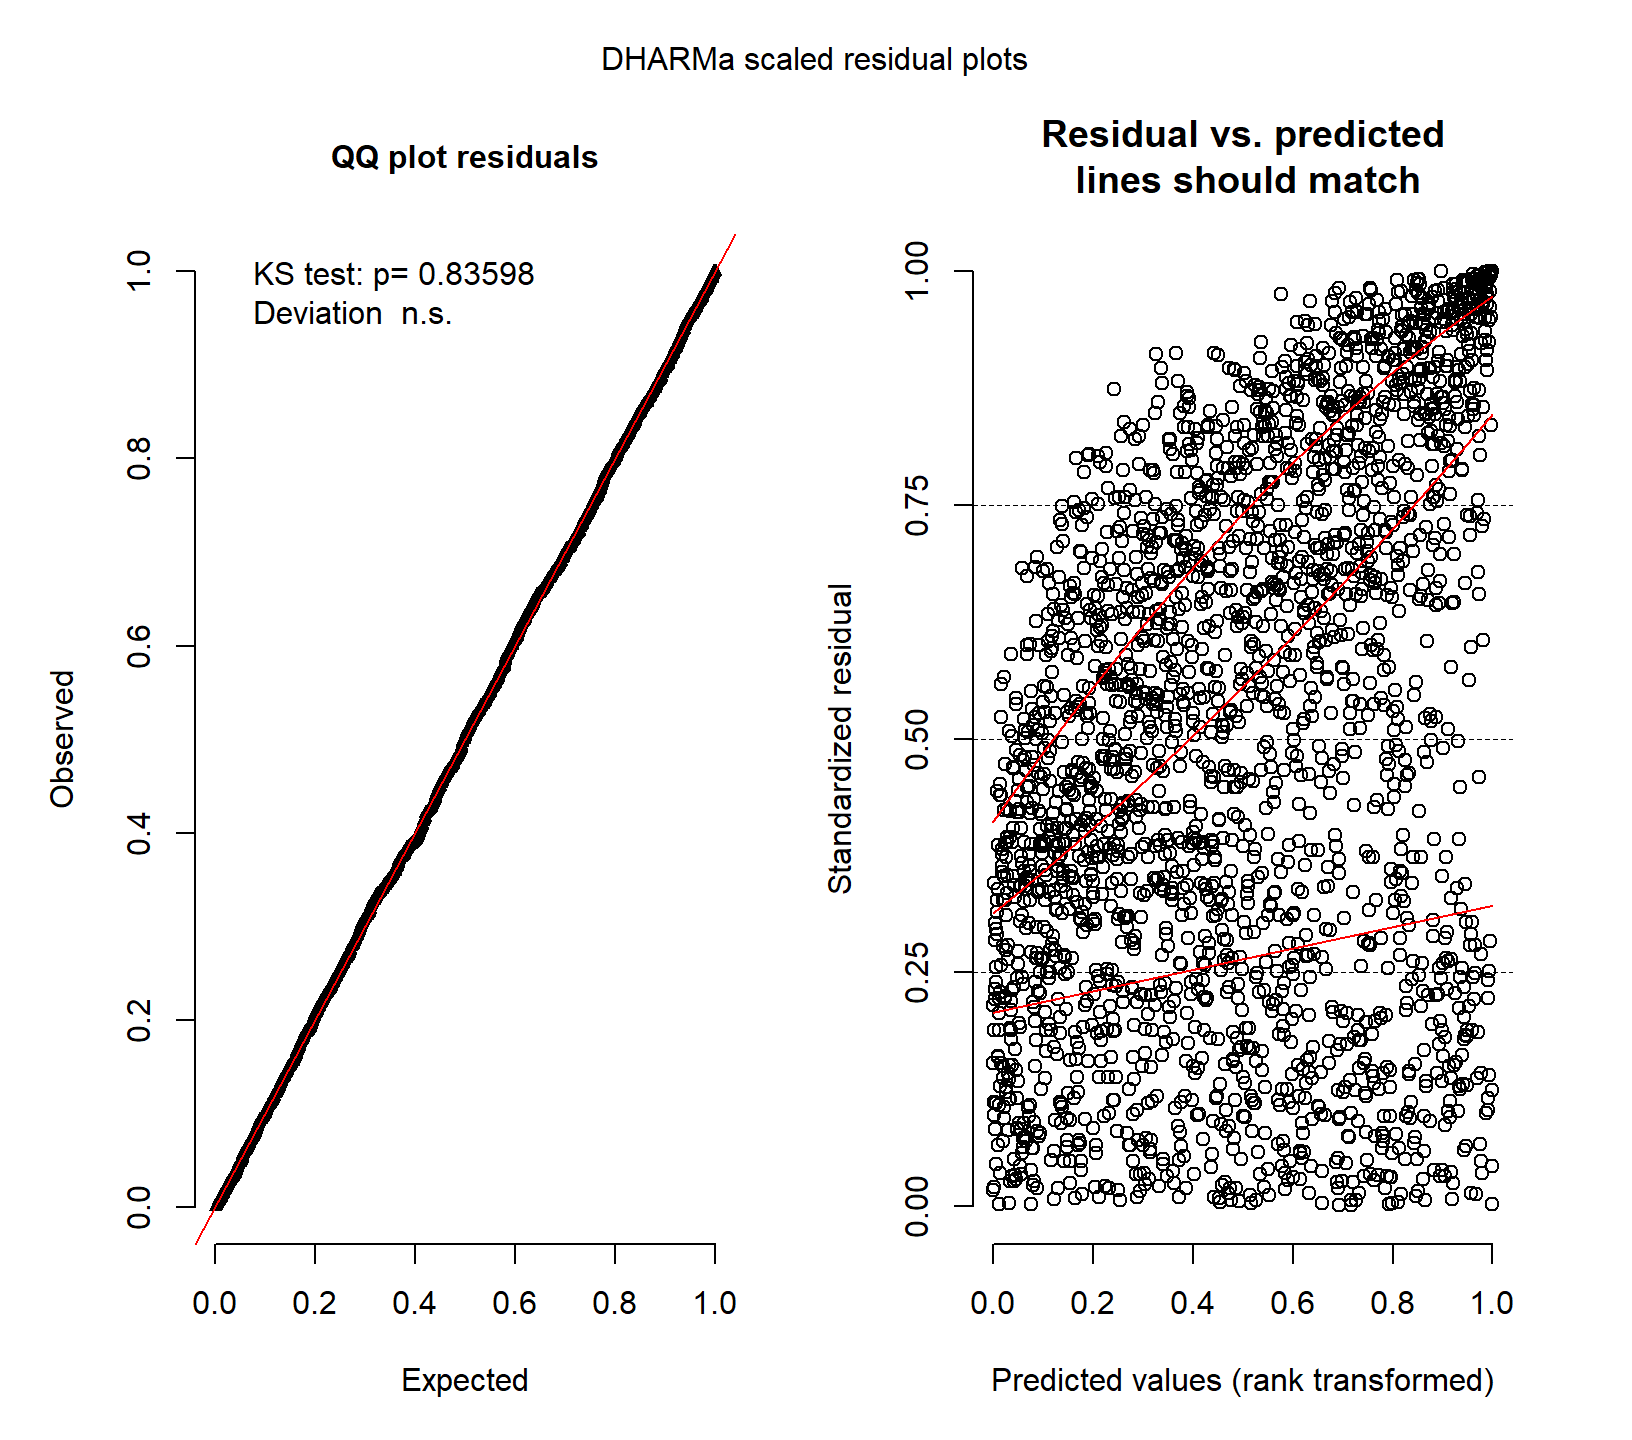 DHARMa scaled residual plots
QQ plot residuals
KS test: p= 0.83598
Deviation  n.s.
Observed
0.0
0.2
0.4
0.6
0.8
1.0
0.0 0.2 0.4 0.6 0.8 1.0
Expected
Residual vs. predicted
lines should match
Standardized residual
0.00
0.25
0.50
0.75
1.00
0.0 0.2 0.4 0.6 0.8 1.0
Predicted values (rank transformed)